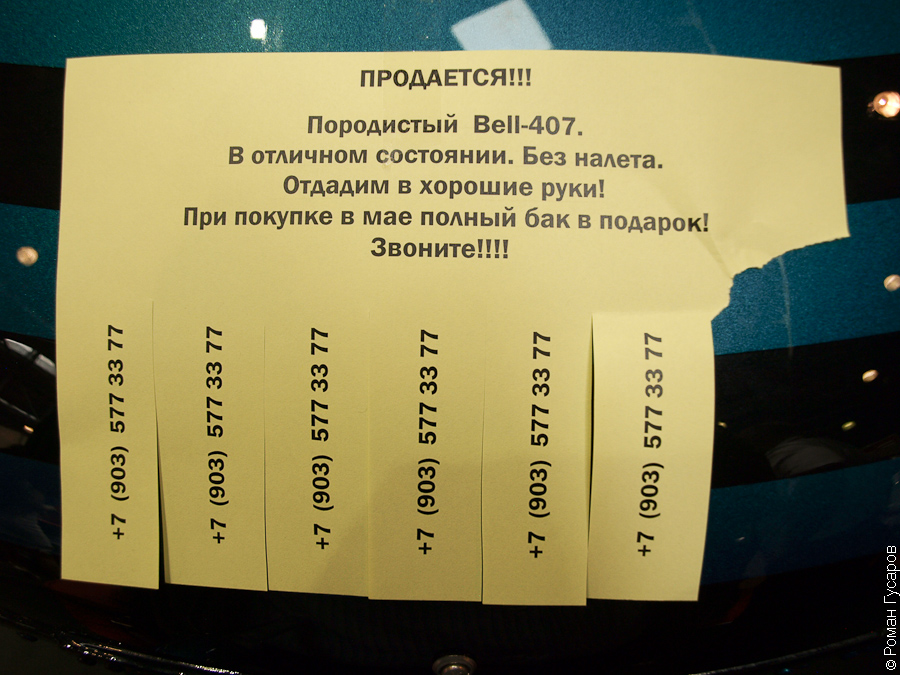 ПРОДАЕТСЯ!!!
Породистый Bell-407.
В отличном состоянии. Без налета.
Отдадим в хорошие руки!
При покупке в мае полный бак в подарок!
Звоните!!!!
+7 (903) 577 33 77
+7 (903) 577 33 77
+7 (903) 577 33 77
+7 (903) 577 33 77
+7 (903) 577 33 77
+7 (903) 577 33 77
© Роман Гусаров